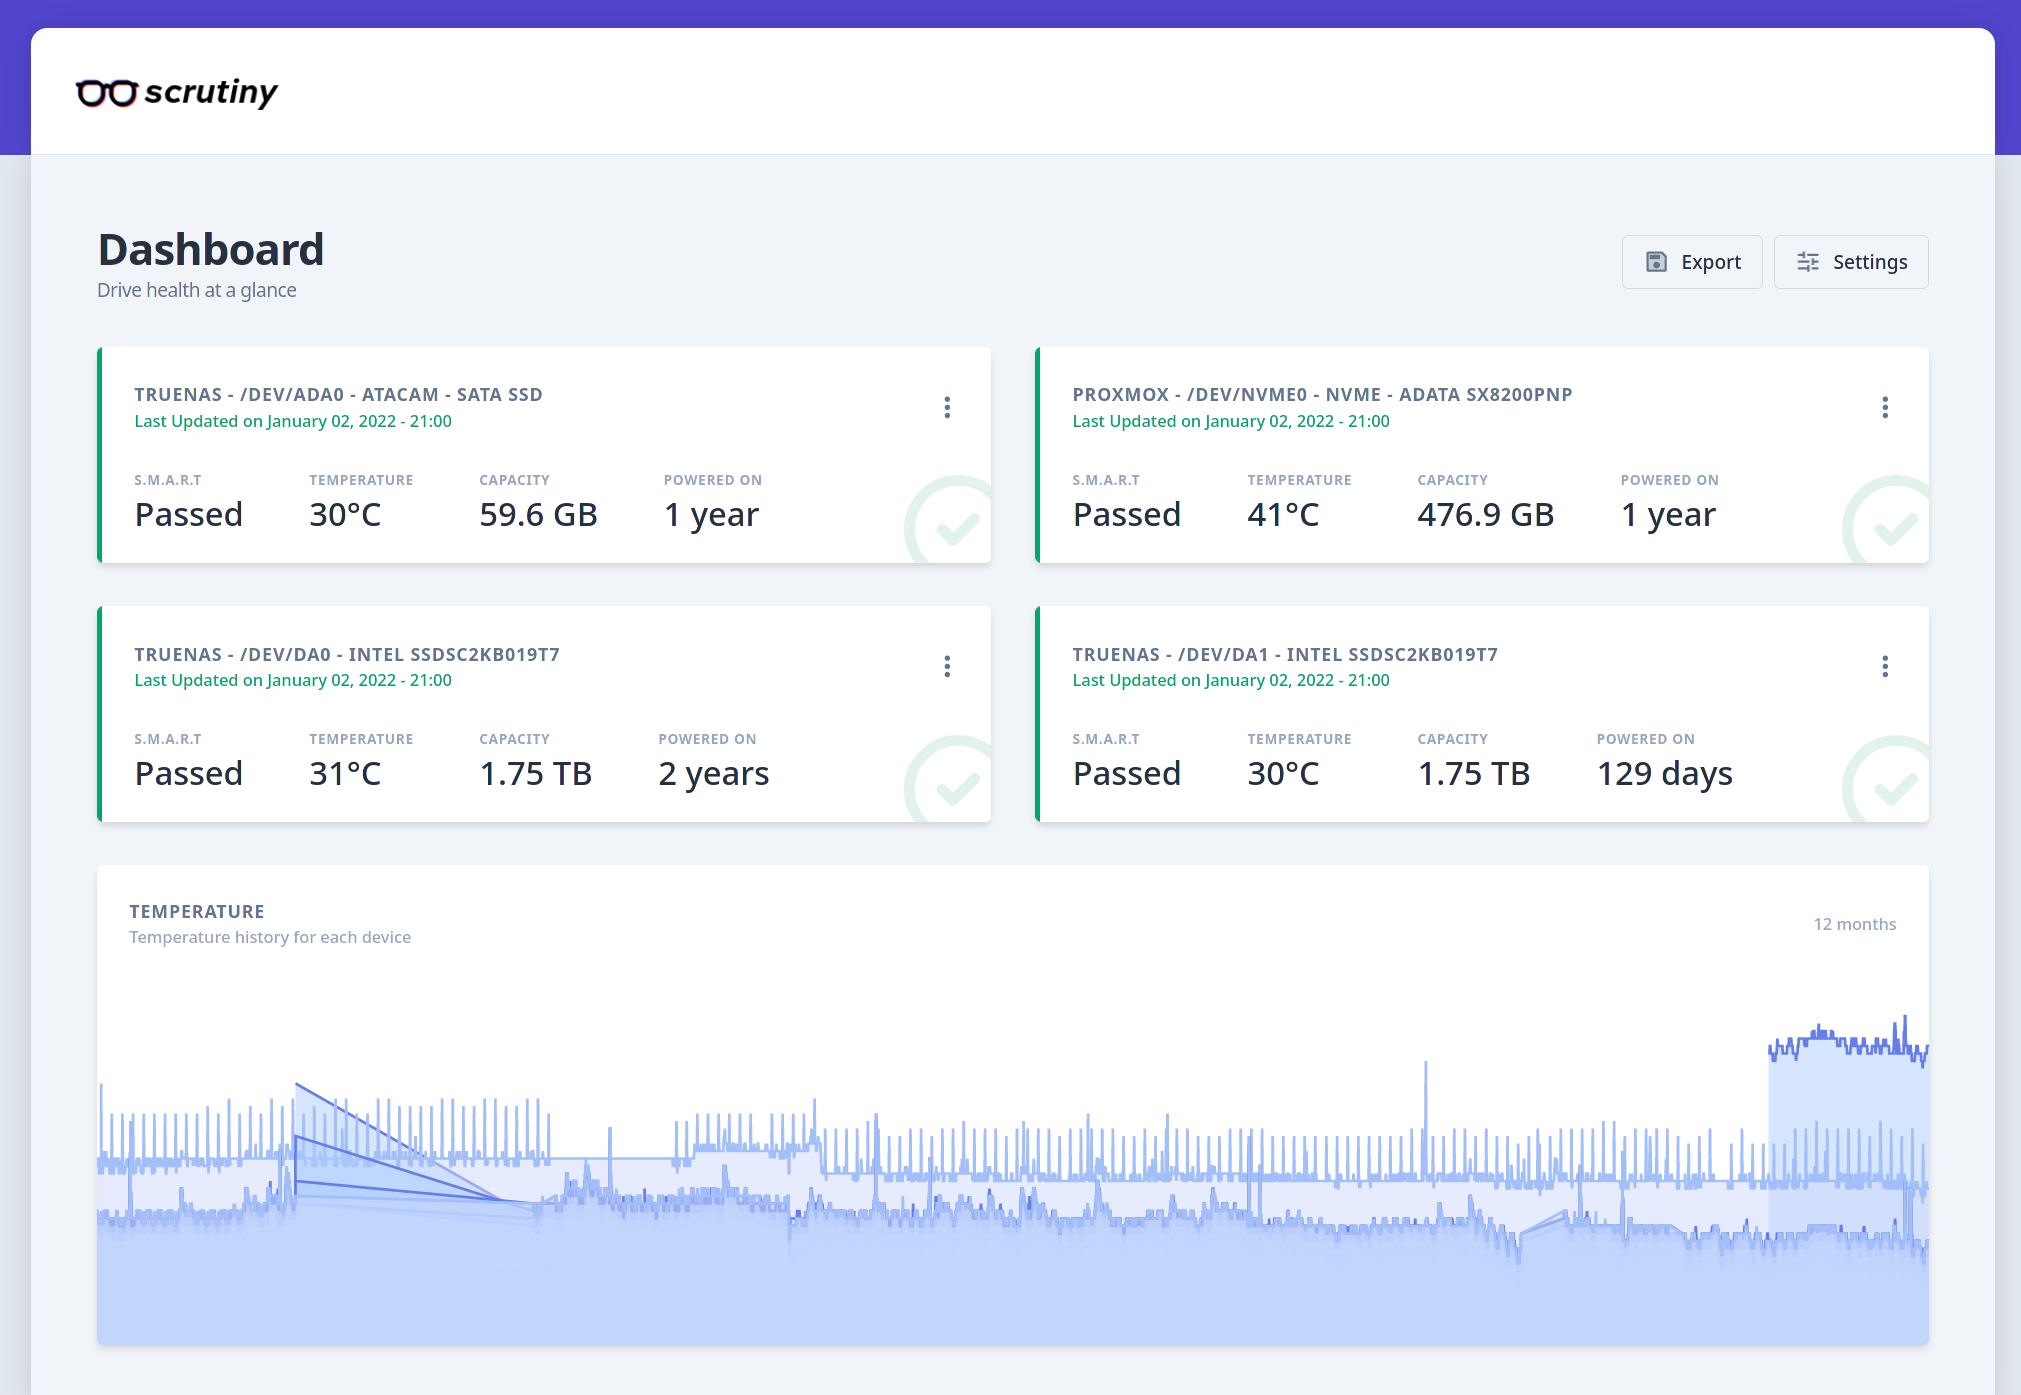 scrutiny
Dashboard
Drive health at a glance
Export
Settings
TRUENAS - /DEV/ADA0 - ATACAM - SATA SSD
Last Updated on January 02, 2022 - 21:00
S.M.A.R.T TEMPERATURE CAPACITY POWERED ON
Passed 30°C 59.6 GB 1 year
PROXMOX - /DEV/NVME0 - NVME - ADATA SX8200PNP
Last Updated on January 02, 2022 - 21:00
S.M.A.R.T TEMPERATURE CAPACITY POWERED ON
Passed 41°C 476.9 GB 1 year
TRUENAS - /DEV/DA0 - INTEL SSDSC2KB019T7
Last Updated on January 02, 2022 - 21:00
S.M.A.R.T TEMPERATURE CAPACITY POWERED ON
Passed 31°C 1.75 TB 2 years
TRUENAS - /DEV/DA1 - INTEL SSDSC2KB019T7
Last Updated on January 02, 2022 - 21:00
S.M.A.R.T TEMPERATURE CAPACITY POWERED ON
Passed 30°C 1.75 TB 129 days
TEMPERATURE
Temperature history for each device
12 months